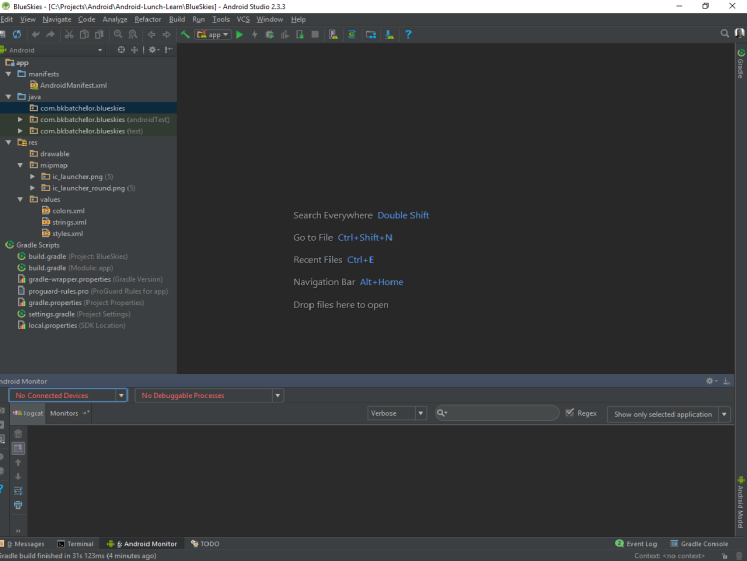 BlueSkies - [C:\Projects\Android\Android-Lunch-Learn\BlueSkies] - Android Studio 2.3.3
Edit View Navigate Code Analyze Refactor Build Run Tools VCS Window Help
app
Android
app
manifests
AndroidManifest.xml
java
com.bkbatchellor.blueskies
com.bkbatchellor.blueskies (androidTest)
com.bkbatchellor.blueskies (test)
res
drawable
mipmap
ic_launcher.png (5)
ic_launcher_round.png (5)
values
colors.xml
strings.xml
styles.xml
Gradle Scripts
build.gradle (Project: BlueSkies)
build.gradle (Module: app)
gradle-wrapper.properties (Gradle Version)
proguard-rules.pro (ProGuard Rules for app)
gradle.properties (Project Properties)
settings.gradle (Project Settings)
local.properties (SDK Location)
Search Everywhere Double Shift
Go to File Ctrl+Shift+N
Recent Files Ctrl+E
Navigation Bar Alt+Home
Drop files here to open
Gradle
Android Model
ndroid Monitor
No Connected Devices
No Debuggable Processes
logcat Monitors
Verbose
Regex
Show only selected application
0: Messages Terminal 6: Android Monitor TODO
Event Log Gradle Console
Gradle build finished in 31s 123ms (4 minutes ago)
Context: <no context>